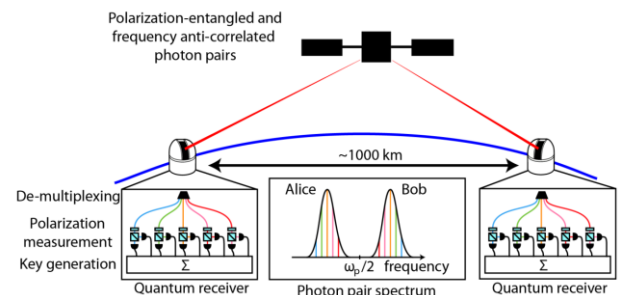 Polarization-entangled and
frequency anti-correlated
photon pairs
~1000 km
De-multiplexing
Polarization
measurement
Key generation
Σ
Quantum receiver
Alice
Bob
ωp/2 frequency
Photon pair spectrum
Σ
Quantum receiver